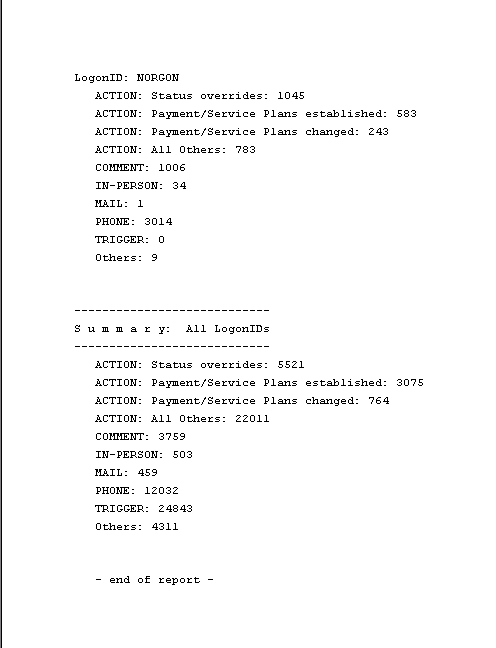 LogonID: NORGON
ACTION: Status overrides: 1045
ACTION: Payment/Service Plans established: 583
ACTION: Payment/Service Plans changed: 243
ACTION: All Others: 783
COMMENT: 1006
IN-PERSON: 34
MAIL: 1
PHONE: 3014
TRIGGER: 0
Others: 9
----------------------------
S u m m a r y:  All LogonIDs
----------------------------
ACTION: Status overrides: 5521
ACTION: Payment/Service Plans established: 3075
ACTION: Payment/Service Plans changed: 764
ACTION: All Others: 22011
COMMENT: 3759
IN-PERSON: 503
MAIL: 459
PHONE: 12032
TRIGGER: 24843
Others: 4311
- end of report -